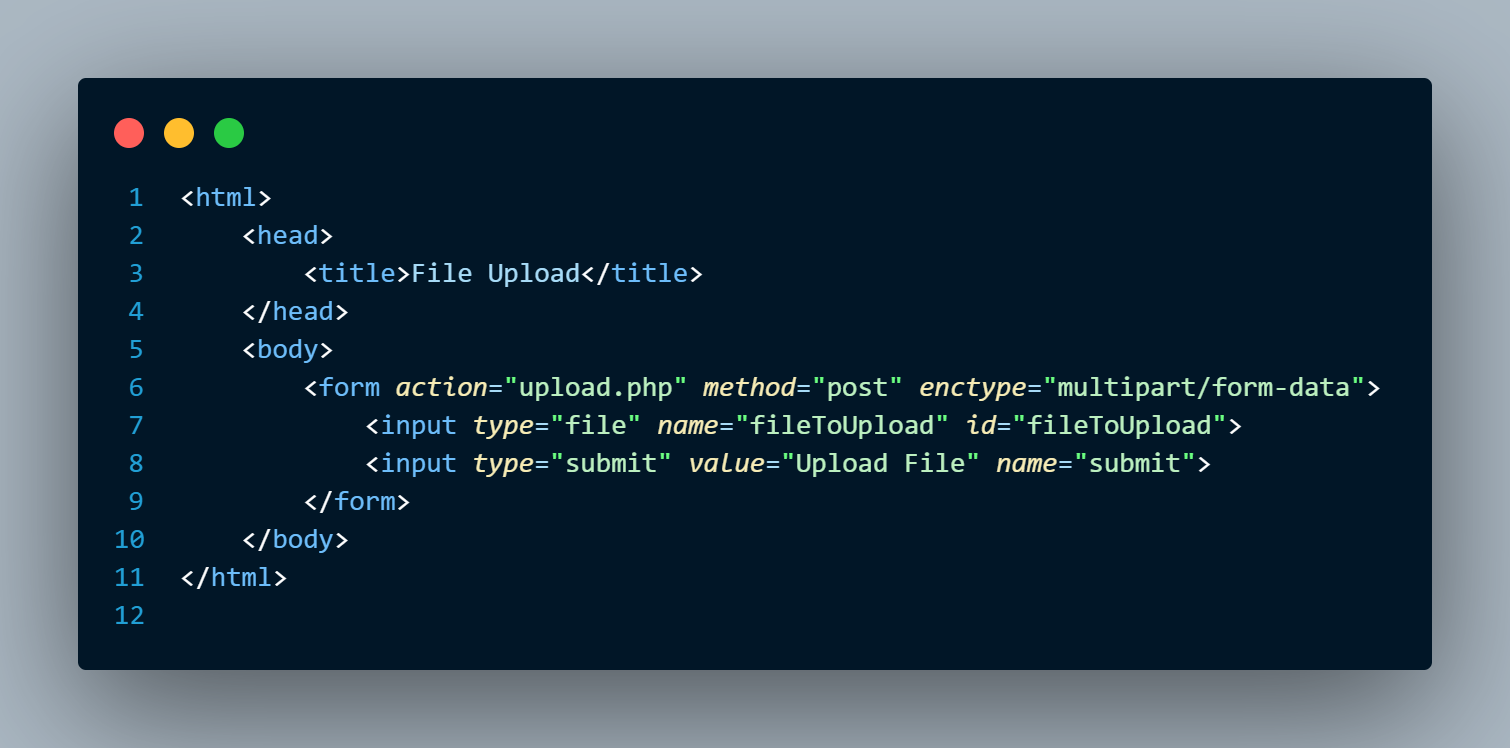 1 <html>
2     <head>
3         <title>File Upload</title>
4     </head>
5     <body>
6         <form action="upload.php" method="post" enctype="multipart/form-data">
7             <input type="file" name="fileToUpload" id="fileToUpload">
8             <input type="submit" value="Upload File" name="submit">
9         </form>
10     </body>
11 </html>
12